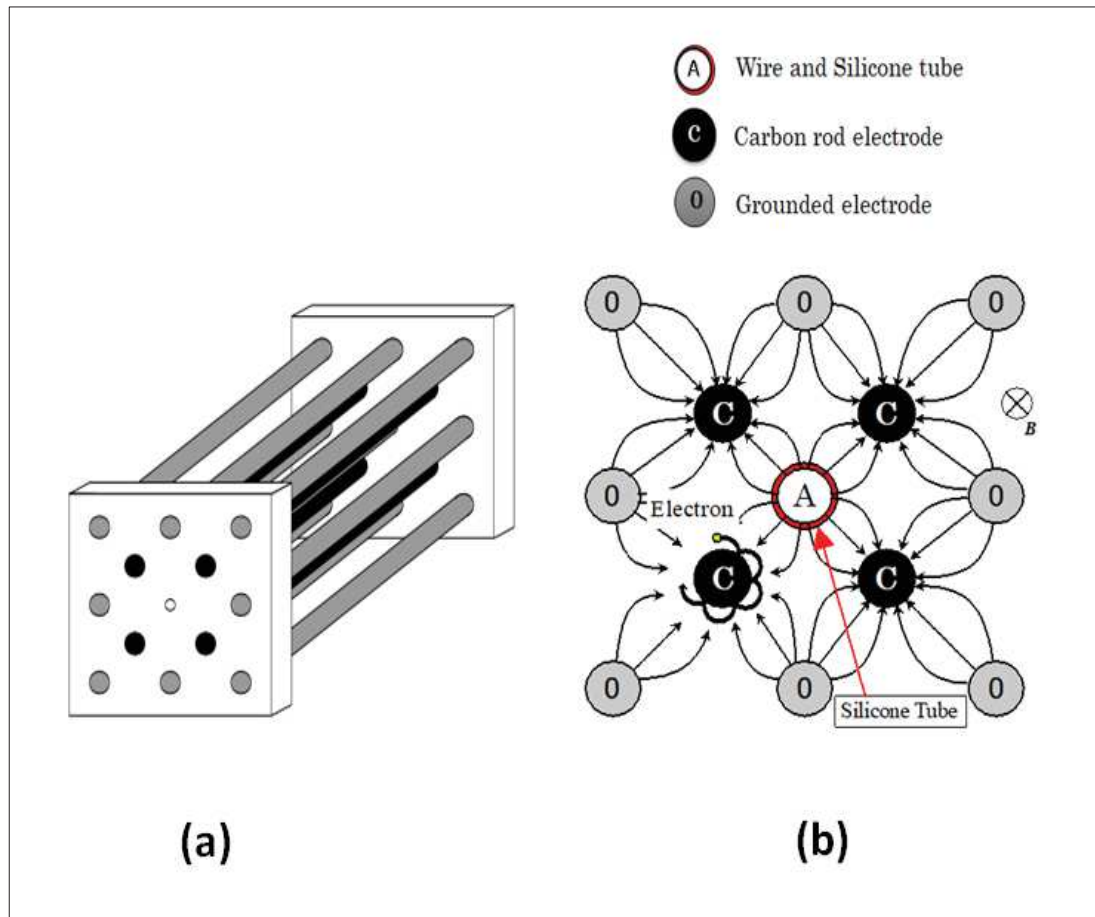 A Wire and Silicone tube
C Carbon rod electrode
0 Grounded electrode
0 0 0
C C
B
0 A 0
Electron
C C
0 0 0
Silicone Tube
(a) (b)